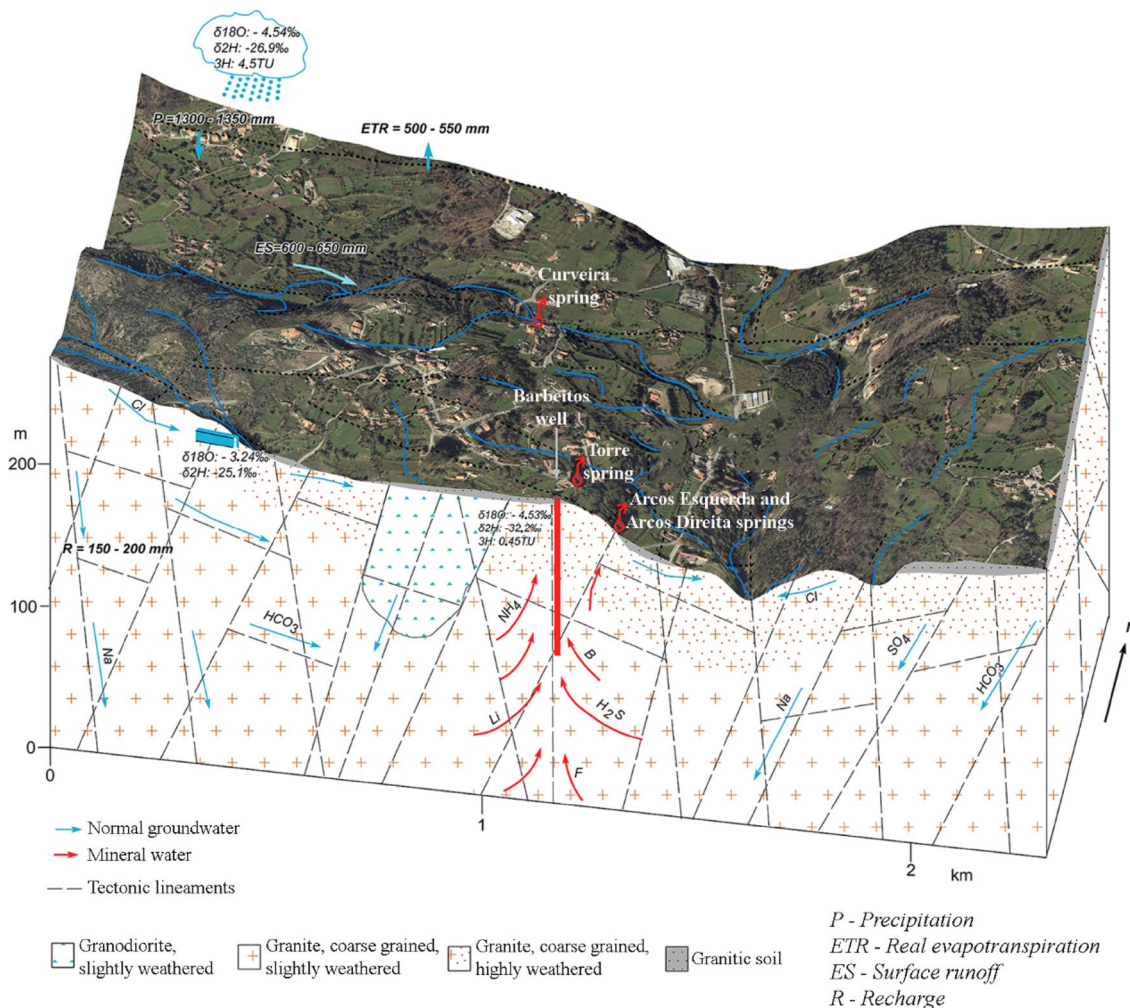 δ18O: - 4.54‰
δ2H: -26.9‰
3H: 4.5TU
P =1300 - 1350 mm
ETR = 500 - 550 mm
ES=600 - 650 mm
Curveira
spring
Barbeitos
well
Torre
spring
Arcos Esquerda and
Arcos Direita springs
m
200
100
0
Cl
δ18O: - 3.24‰
δ2H: -25.1‰
R = 150 - 200 mm
δ18O: - 4.53‰
δ2H: -32.2‰
3H: 0.45TU
Na
HCO3
NH4
Li
B
H2S
F
Cl
Na
SO4
HCO3
0
1
2
km
Normal groundwater
Mineral water
Tectonic lineaments
Granodiorite,
slightly weathered
Granite, coarse grained,
slightly weathered
Granite, coarse grained,
highly weathered
Granitic soil
P - Precipitation
ETR - Real evapotranspiration
ES - Surface runoff
R - Recharge